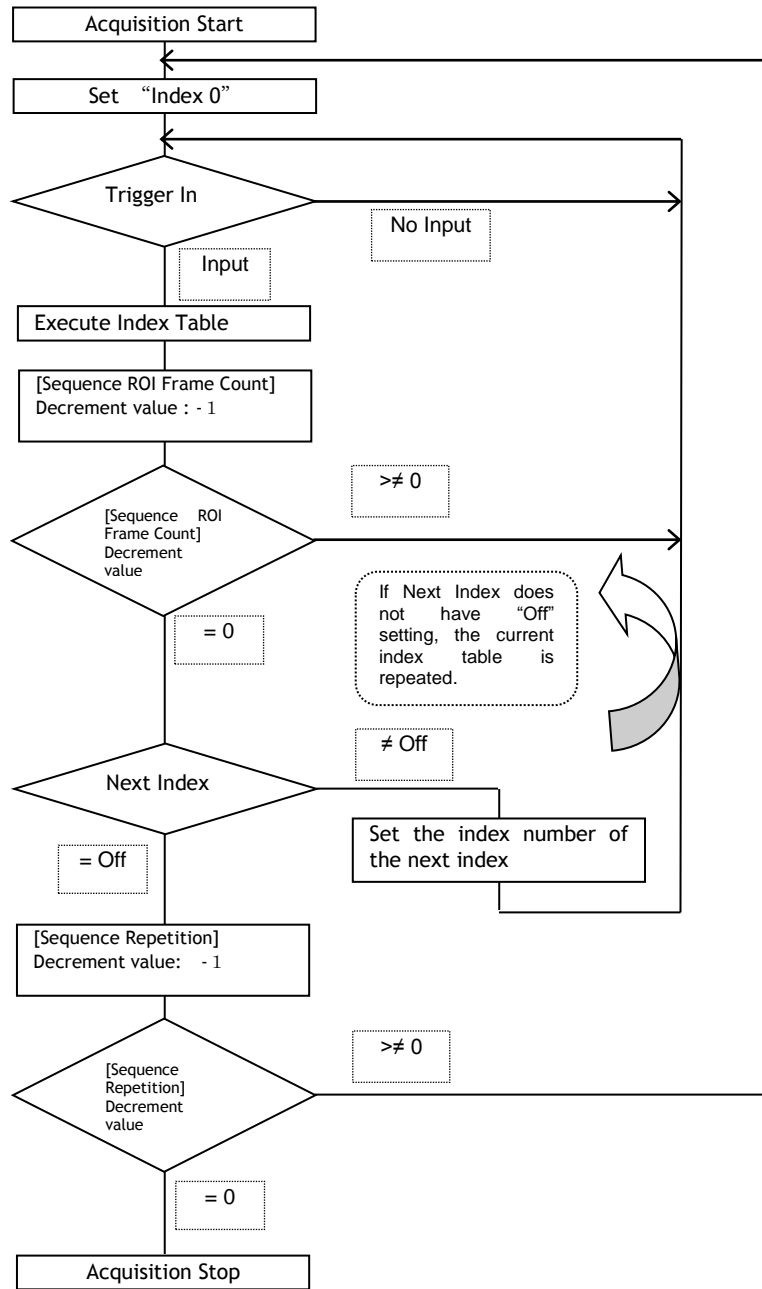 Acquisition Start
Set “Index 0”
Trigger In
No Input
Input
Execute Index Table
[Sequence ROI Frame Count]
Decrement value : - 1
>≠ 0
[Sequence ROI
Frame Count]
Decrement
value
If Next Index does
not have “Off”
setting, the current
index table is
repeated.
= 0
≠ Off
Next Index
Set the index number of
the next index
= Off
[Sequence Repetition]
Decrement value: - 1
>≠ 0
[Sequence
Repetition]
Decrement
value
= 0
Acquisition Stop